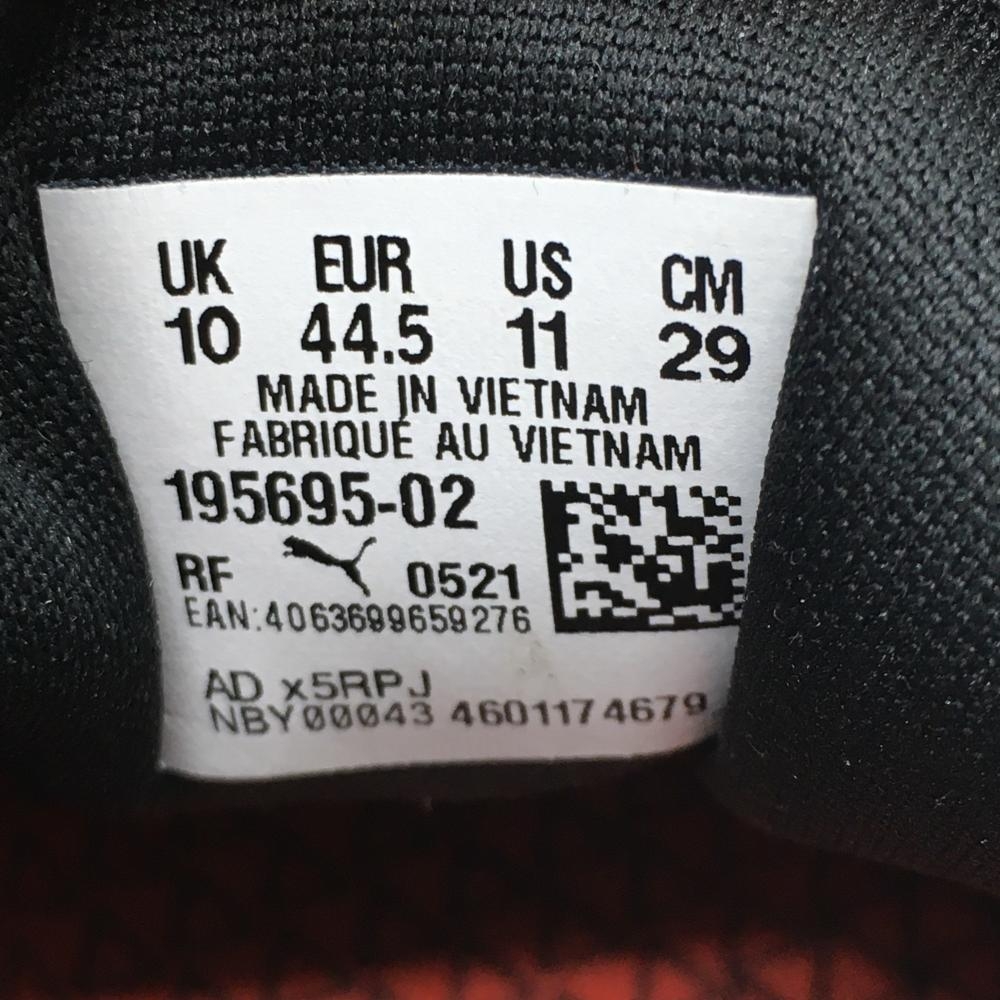 UK EUR US CM
10 44.5 11 29
MADE IN VIETNAM
FABRIQUÉ AU VIETNAM
195695-02
RF 0521
EAN:4063699659276
AD x5RPJ
NBY00043 4601174679